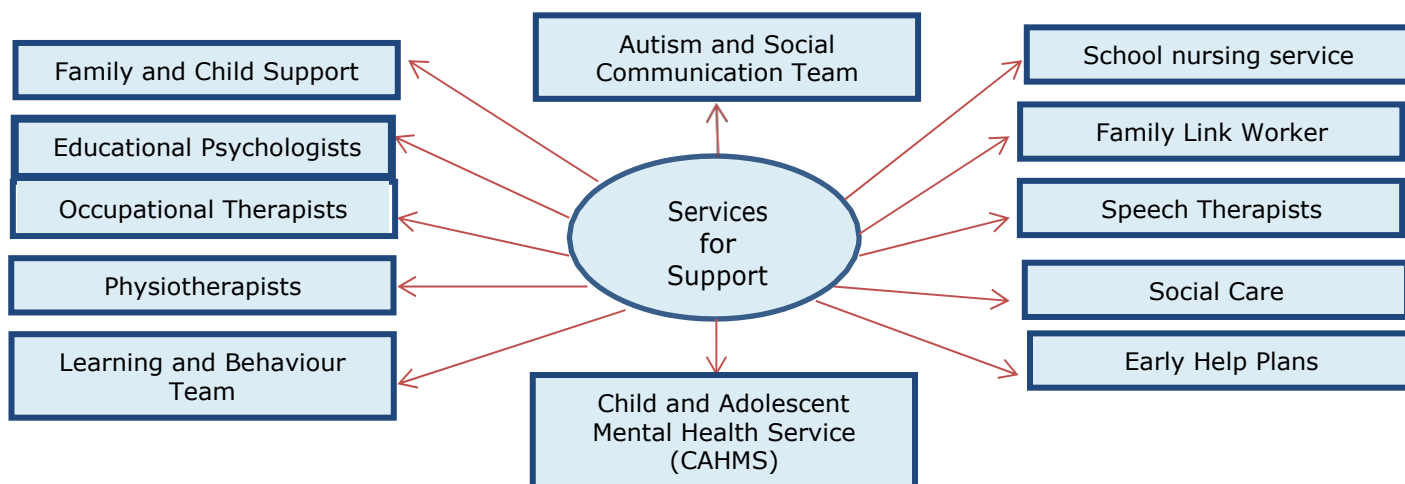 Autism and Social
Communication Team
Family and Child Support
Educational Psychologists
Occupational Therapists
Physiotherapists
Learning and Behaviour
Team
Services
for
Support
School nursing service
Family Link Worker
Speech Therapists
Social Care
Early Help Plans
Child and Adolescent
Mental Health Service
(CAHMS)